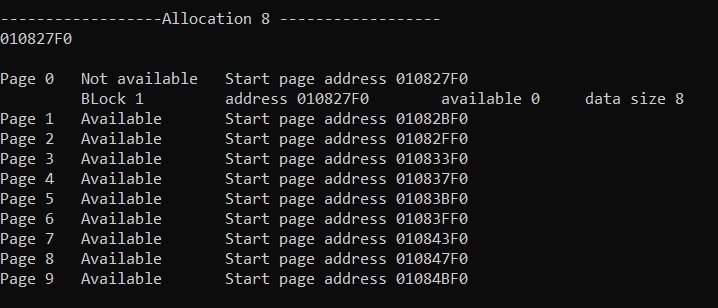 ------------------Allocation 8 ------------------
010827F0
Page 0   Not available   Start page address 010827F0
         BLock 1         address 010827F0        available 0     data size 8
Page 1   Available       Start page address 01082BF0
Page 2   Available       Start page address 01082FF0
Page 3   Available       Start page address 010833F0
Page 4   Available       Start page address 010837F0
Page 5   Available       Start page address 01083BF0
Page 6   Available       Start page address 01083FF0
Page 7   Available       Start page address 010843F0
Page 8   Available       Start page address 010847F0
Page 9   Available       Start page address 01084BF0